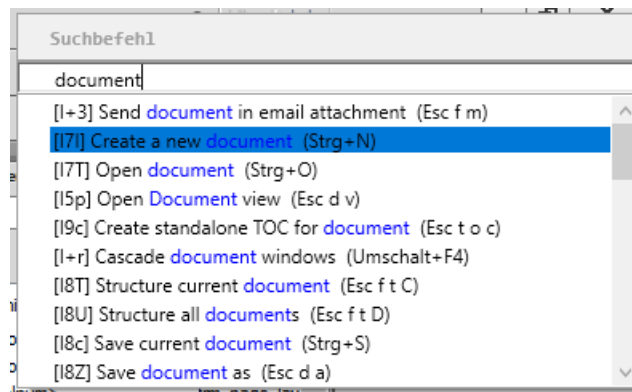 Suchbefehl
document
[I+3] Send document in email attachment (Esc f m)
[I7I] Create a new document (Strg+N)
[I7T] Open document (Strg+O)
[I5p] Open Document view (Esc d v)
[I9c] Create standalone TOC for document (Esc t o c)
[I+r] Cascade document windows (Umschalt+F4)
[I8T] Structure current document (Esc f t C)
[I8U] Structure all documents (Esc f t D)
[I8c] Save current document (Strg+S)
[I8Z] Save document as (Esc d a)